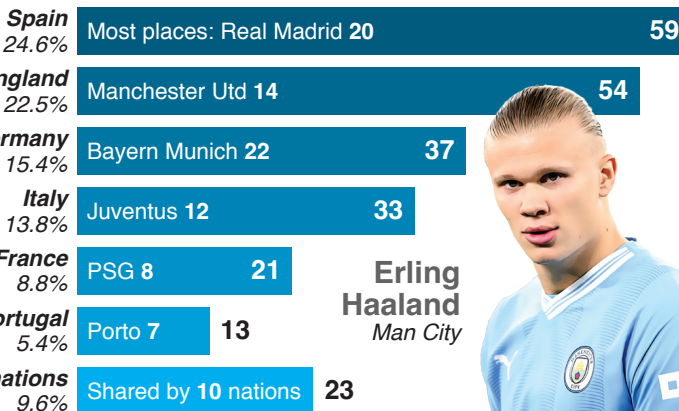 Spain
24.6%
Most places: Real Madrid 20
59
ngland
22.5%
Manchester Utd 14
54
rmany
15.4%
Bayern Munich 22
37
Italy
13.8%
Juventus 12
33
France
8.8%
PSG 8
21
Erling
Haaland
Man City
ortugal
5.4%
Porto 7
13
nations
9.6%
Shared by 10 nations
23